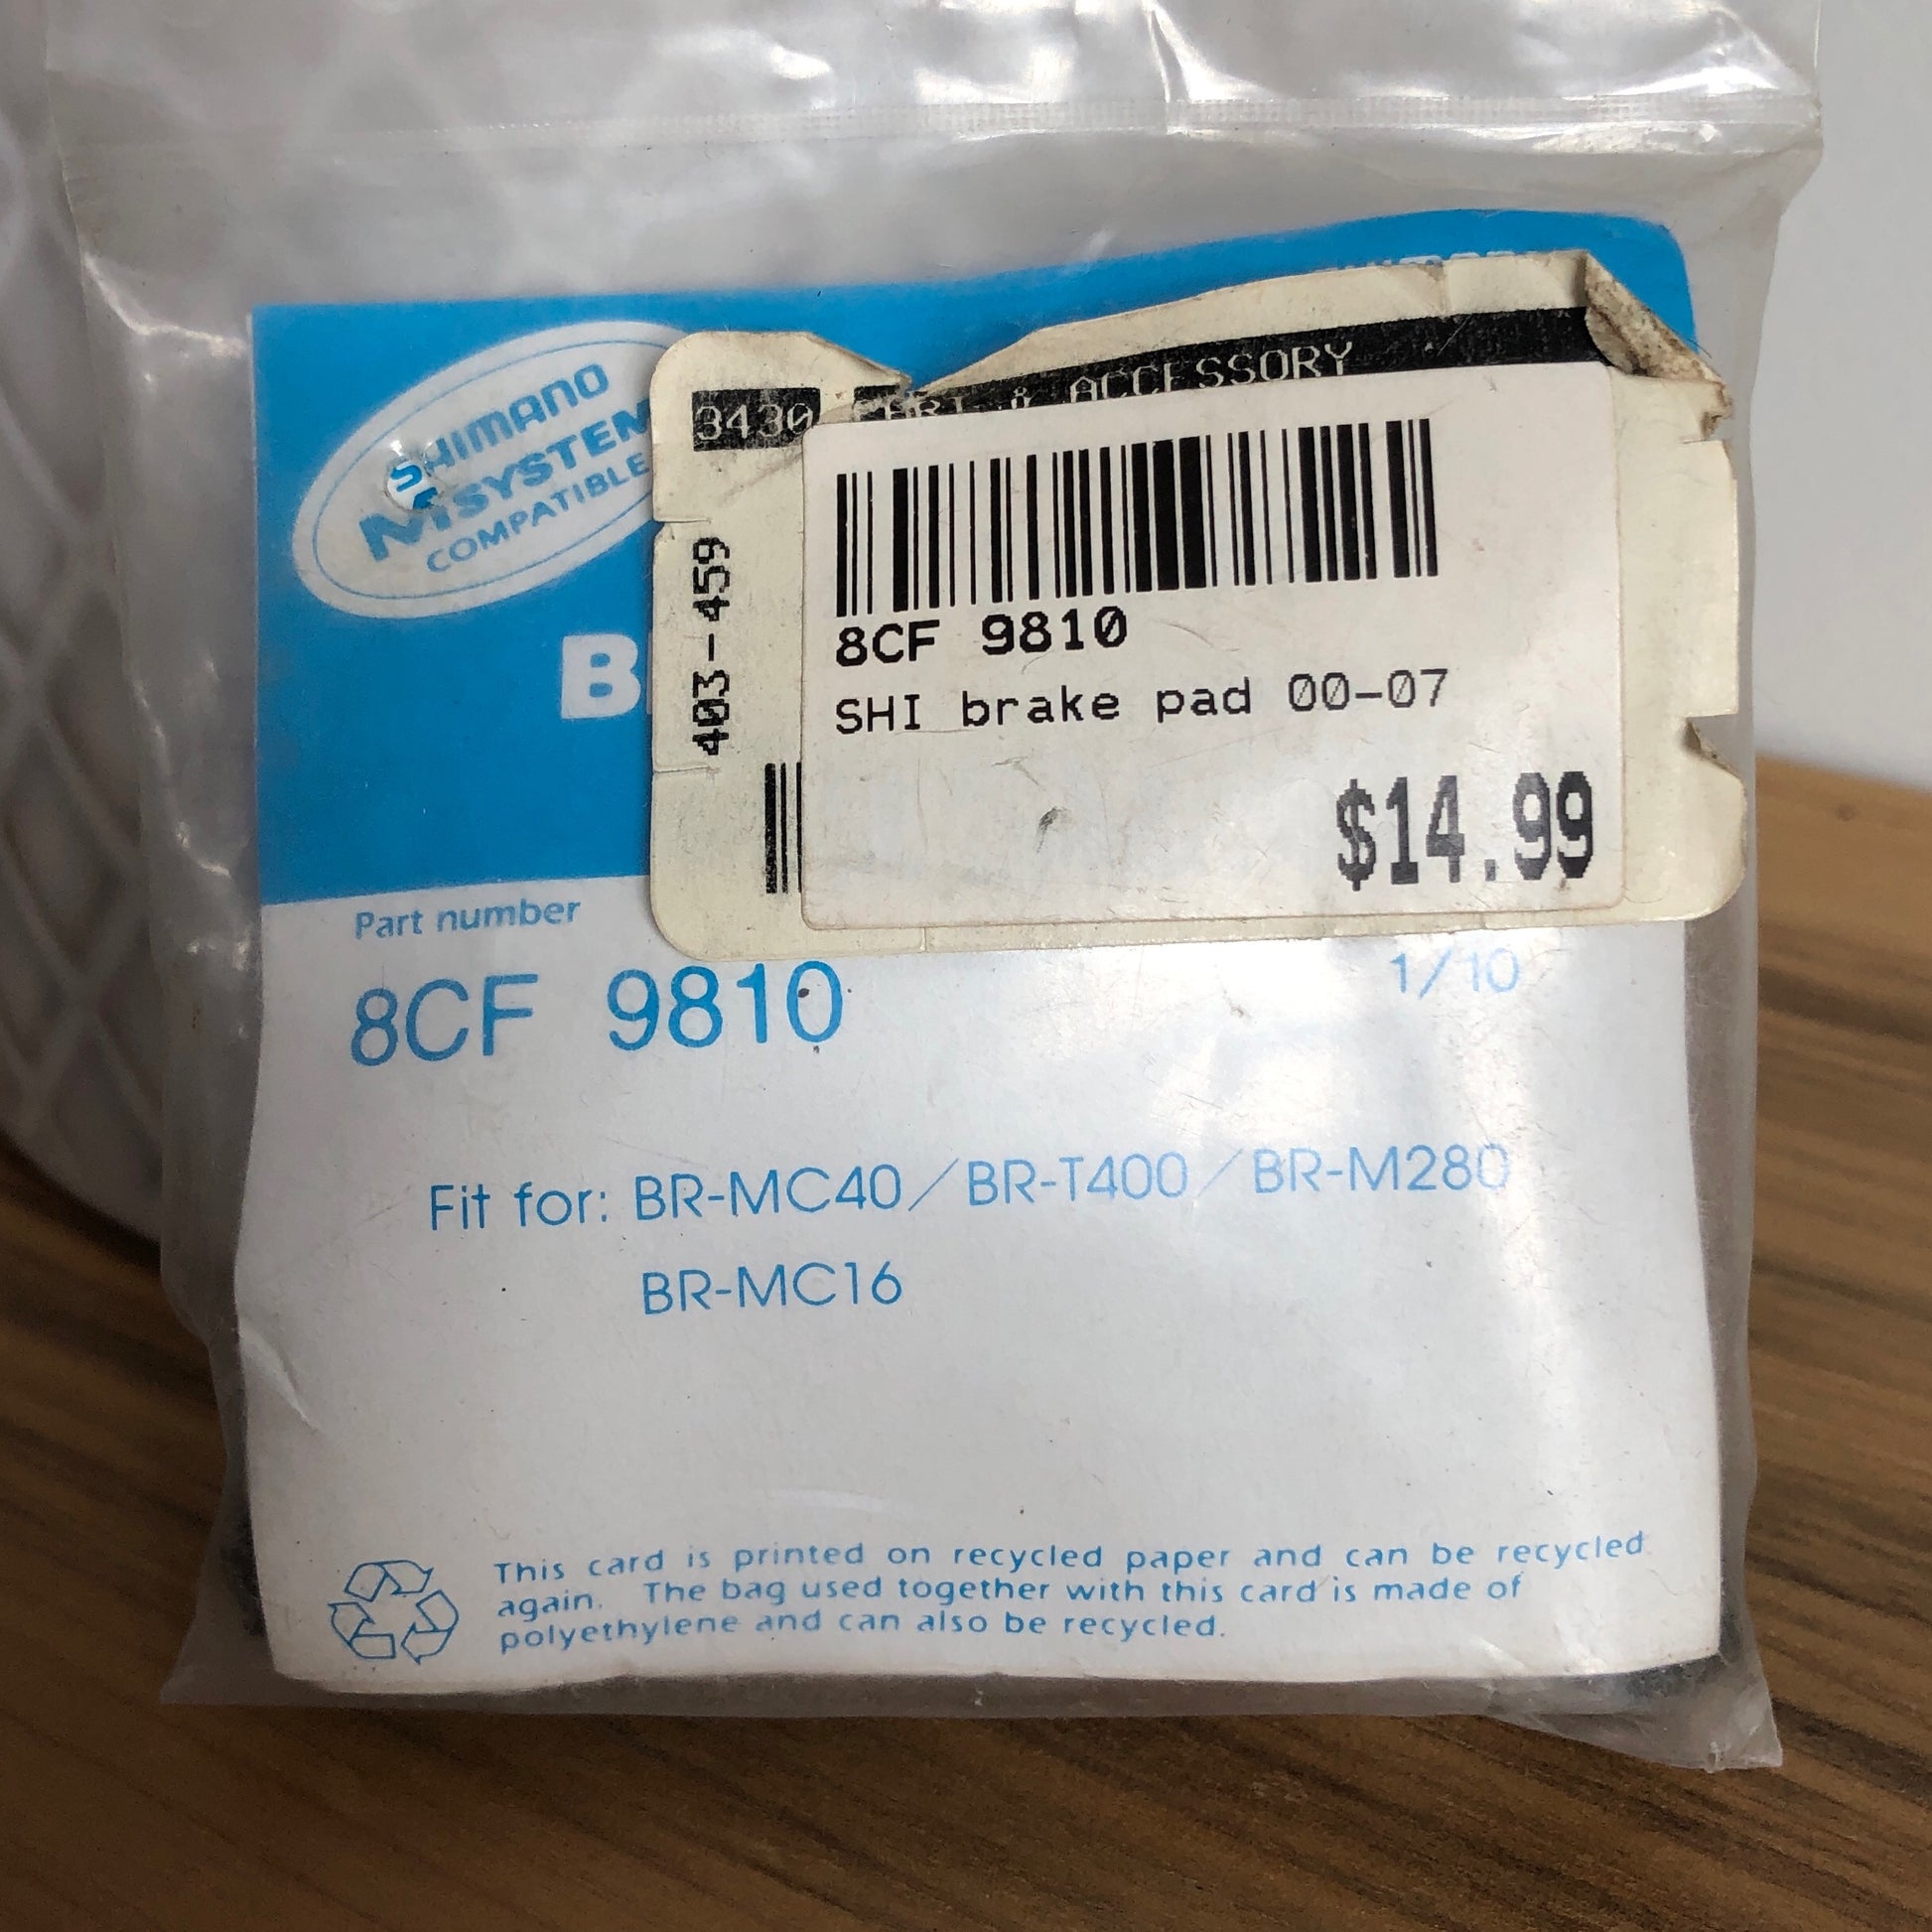 SHIMANO
M SYSTEM
COMPATIBLE
3430 PART & ACCESSORY
403-459
8CF 9810
SHI brake pad 00-07
$14.99
Part number
8CF 9810
1/10
Fit for: BR-MC40/BR-T400/BR-M280
BR-MC16
This card is printed on recycled paper and can be recycled
again. The bag used together with this card is made of
polyethylene and can also be recycled.